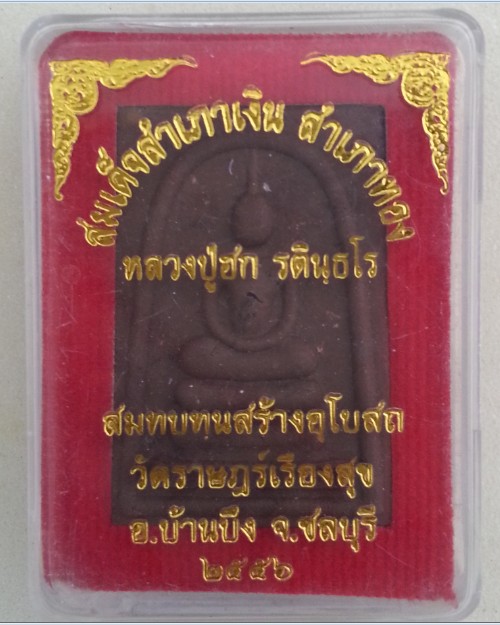 สมเด็จสำเภาเงิน สำเภาทอง
หลวงปู่ฮก รตินฺธโร
สมทบทุนสร้างอุโบสถ
วัดราษฎร์เรืองสุข
อ.บ้านบึง จ.ชลบุรี
๒๕๕๖